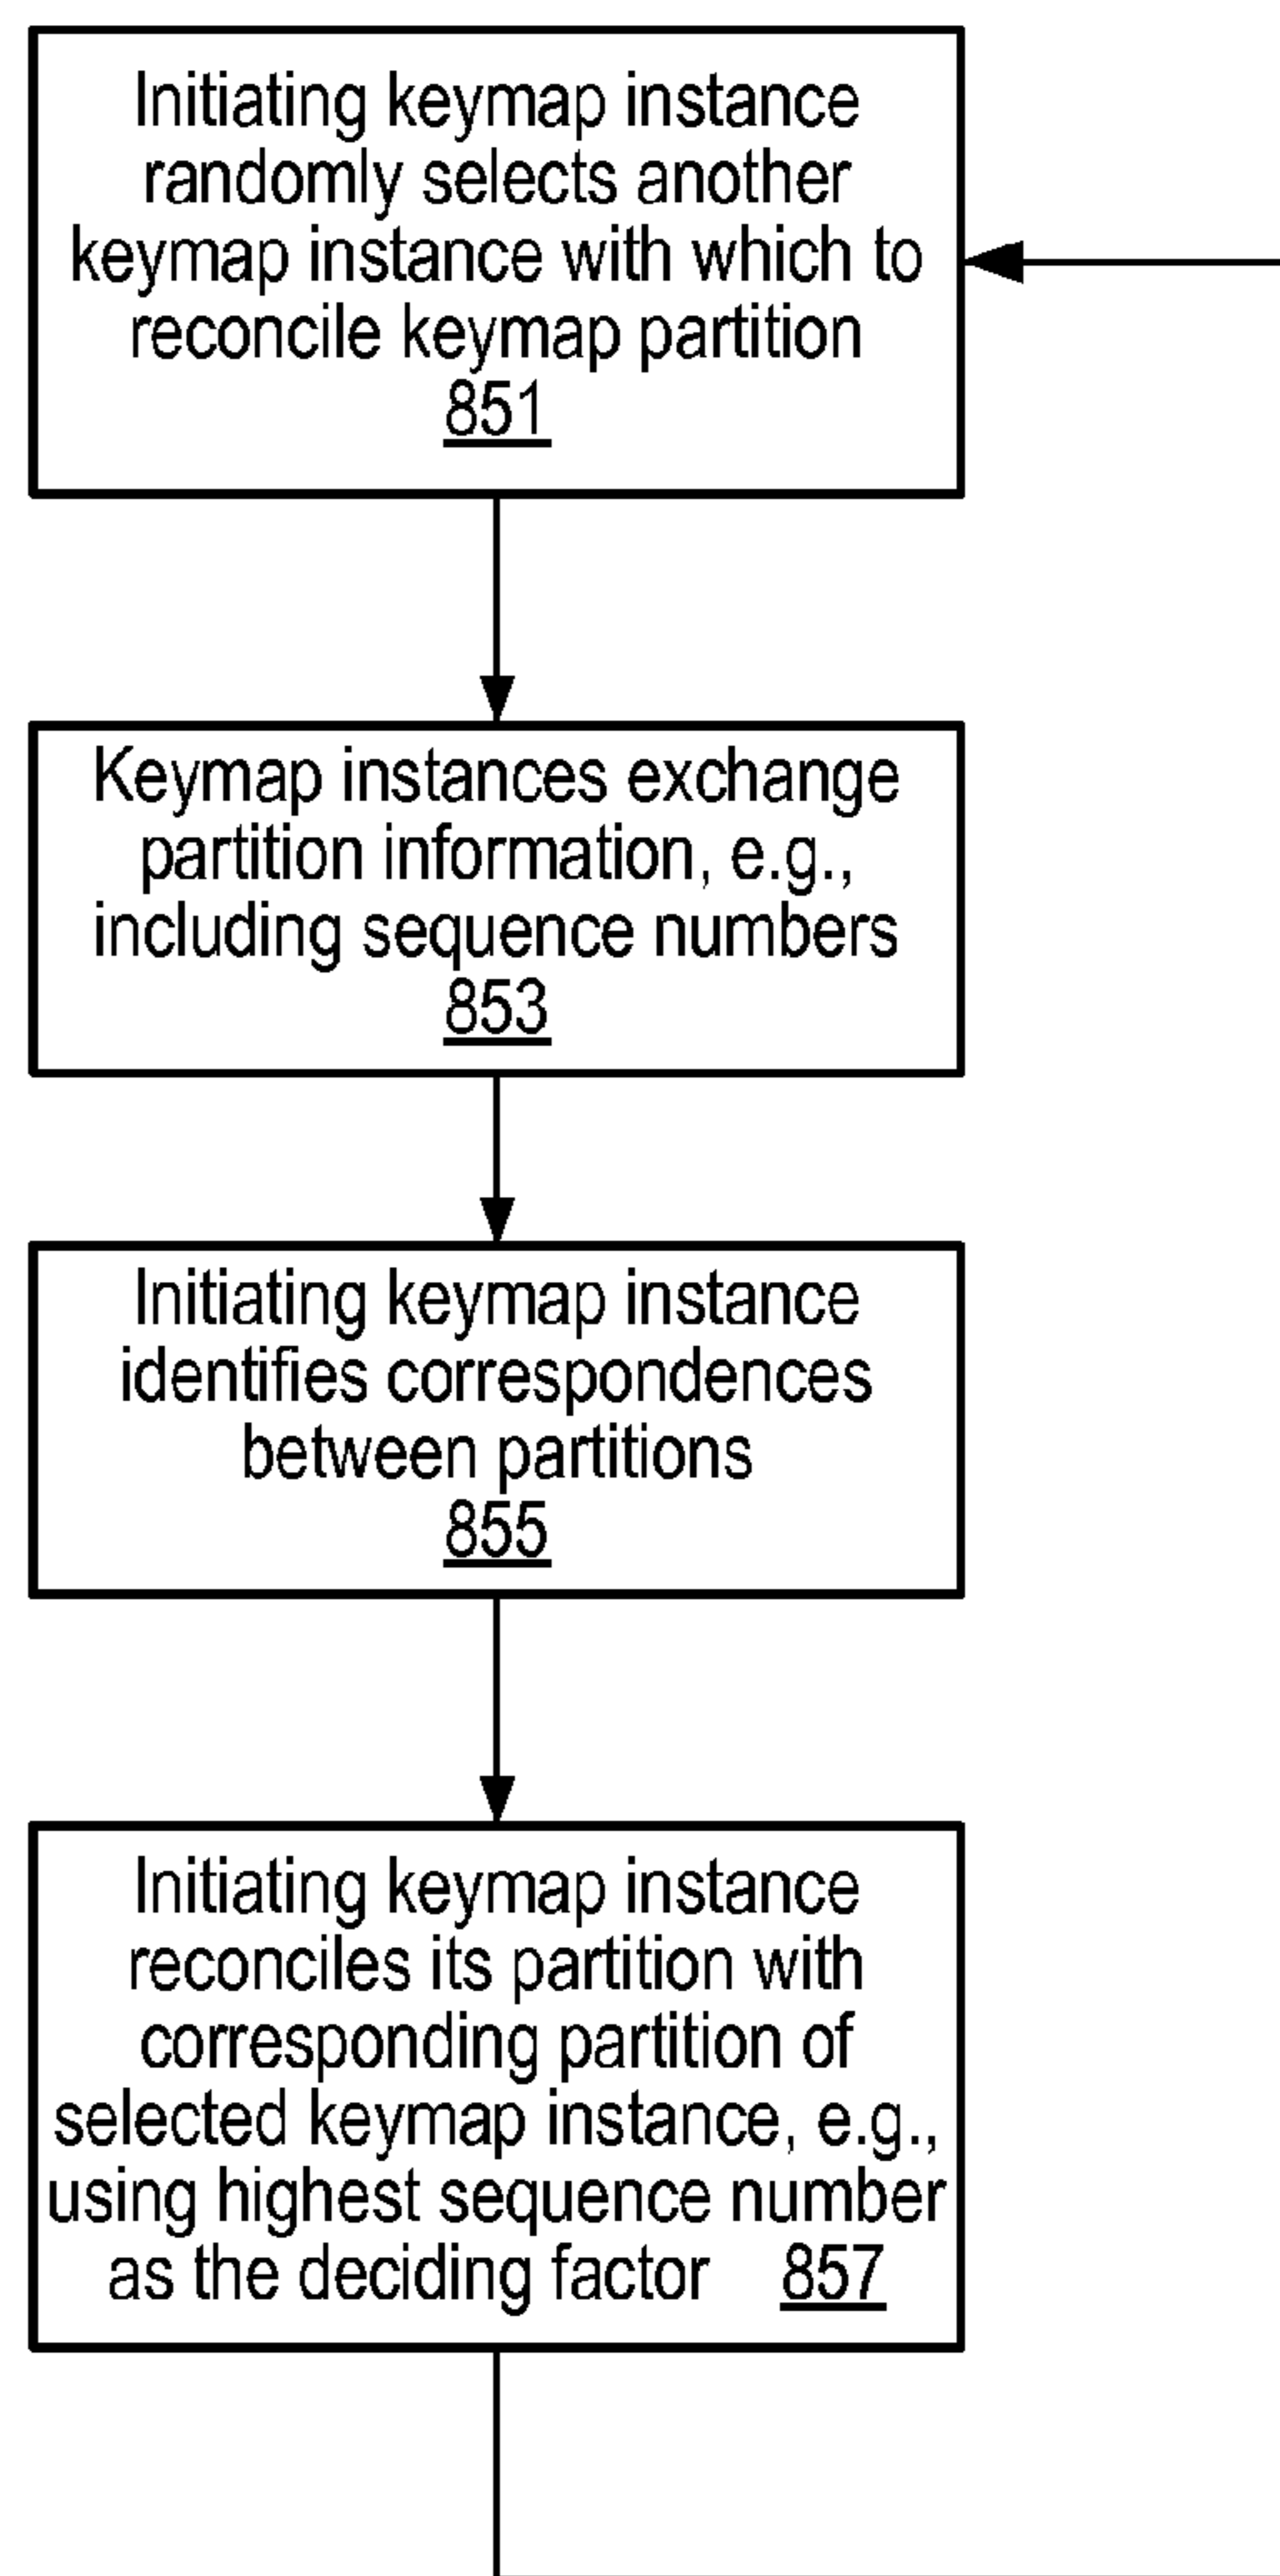 Initiating keymap instance
randomly selects another
keymap instance with which to
reconcile keymap partition
851
Keymap instances exchange
partition information, e.g.,
including sequence numbers
853
Initiating keymap instance
identifies correspondences
between partitions
855
Initiating keymap instance
reconciles its partition with
corresponding partition of
selected keymap instance, e.g.,
using highest sequence number
as the deciding factor 857